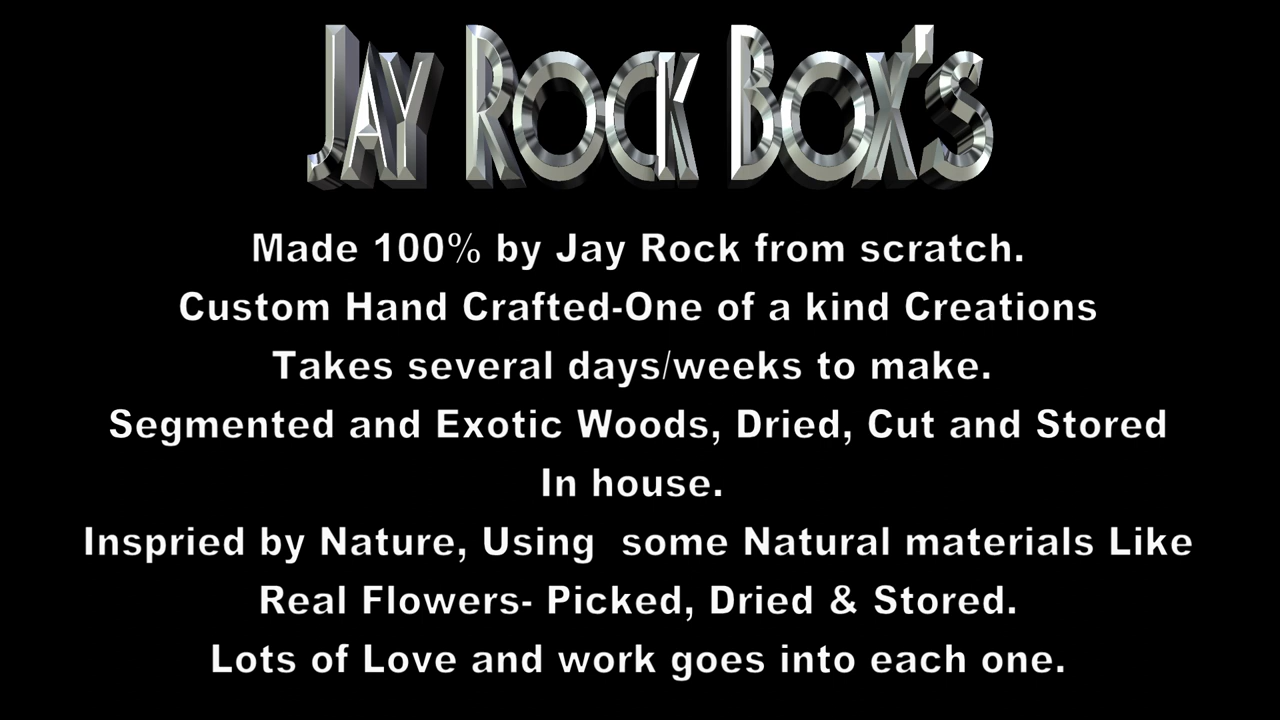 Jay Rock Box's
Made 100% by Jay Rock from scratch.
Custom Hand Crafted-One of a kind Creations
Takes several days/weeks to make.
Segmented and Exotic Woods, Dried, Cut and Stored
In house.
Inspried by Nature, Using  some Natural materials Like
Real Flowers- Picked, Dried & Stored.
Lots of Love and work goes into each one.